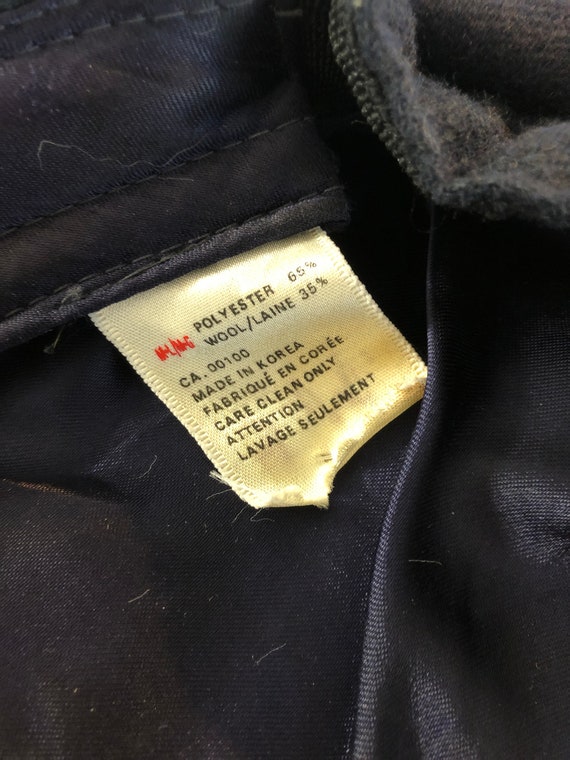 POLYESTER 65%
WOOL/LAINE 35%
CA. 00100
MADE IN KOREA
FABRIQUÉ EN CORÉE
CARE CLEAN ONLY
ATTENTION
LAVAGE SEULEMENT